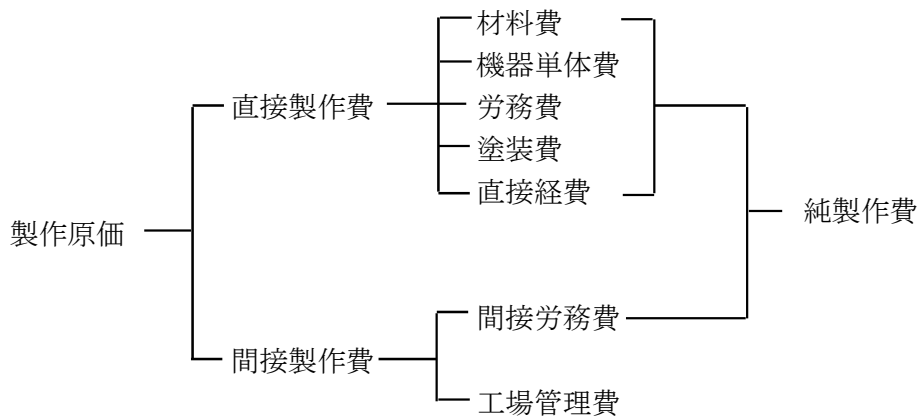 材料費
機器単体費
直接製作費
労務費
塗装費
直接経費
純製作費
製作原価
間接労務費
間接製作費
工場管理費